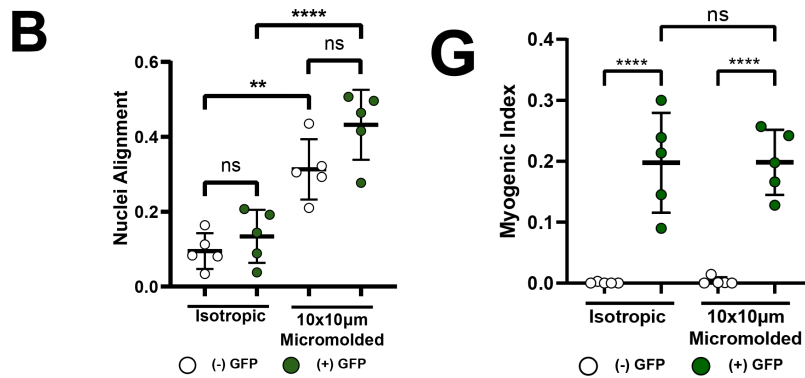 B
Nuclei Alignment
0.6
0.4
0.2
0.0
****
ns
**
ns
Isotropic
10x10µm
Micromolded
(-) GFP
(+) GFP
G
Myogenic Index
0.4
0.3
0.2
0.1
0.0
ns
****
****
Isotropic
10x10µm
Micromolded
(-) GFP
(+) GFP